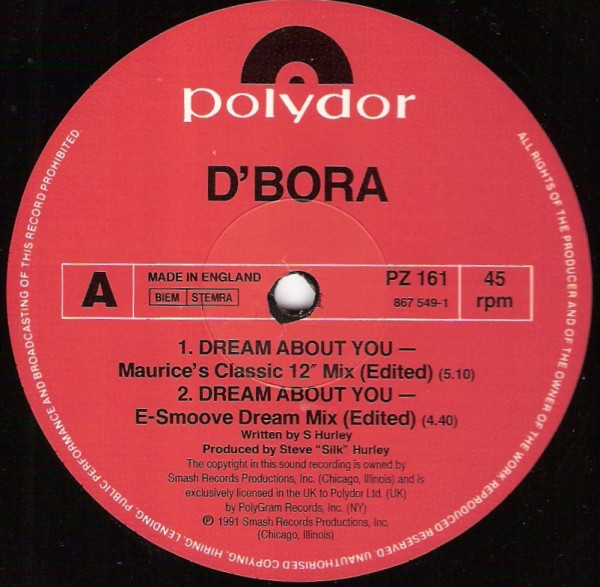 polydor
D'BORA
A
MADE IN ENGLAND
BIEM STEMRA
PZ 161
867 549-1
45
rpm
1. DREAM ABOUT YOU —
Maurice's Classic 12″ Mix (Edited) (5.10)
2. DREAM ABOUT YOU —
E-Smoove Dream Mix (Edited) (4.40)
Written by S Hurley
Produced by Steve "Silk" Hurley
The copyright in this sound recording is owned by
Smash Records Productions, Inc. (Chicago, Illinois) and is
exclusively licensed in the UK to Polydor Ltd. (UK)
by PolyGram Records, Inc. (NY)
℗ 1991 Smash Records Productions, Inc.
(Chicago, Illinois)
ALL RIGHTS OF THE PRODUCER AND OF THE OWNER OF THE WORK REPRODUCED RESERVED. UNAUTHORISED COPYING, HIRING, LENDING, PUBLIC PERFORMANCE AND BROADCASTING OF THIS RECORD PROHIBITED.